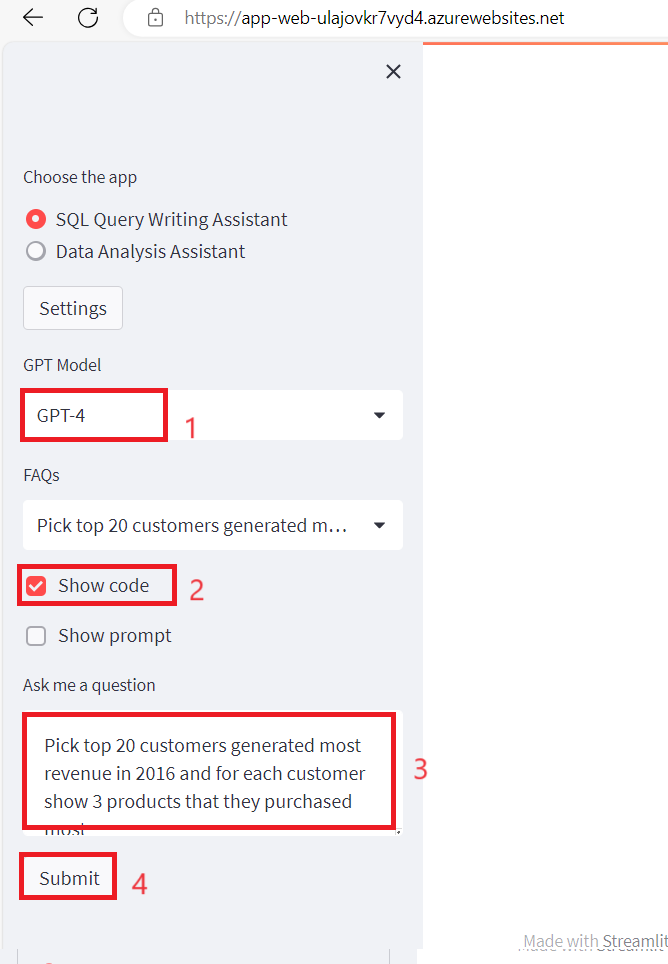 https://app-web-ulajovkr7vyd4.azurewebsites.net
Choose the app
SQL Query Writing Assistant
Data Analysis Assistant
Settings
GPT Model
GPT-4
1
FAQs
Pick top 20 customers generated m...
Show code
2
Show prompt
Ask me a question
Pick top 20 customers generated most
revenue in 2016 and for each customer
show 3 products that they purchased
most
3
Submit
4
Made with Streamlit